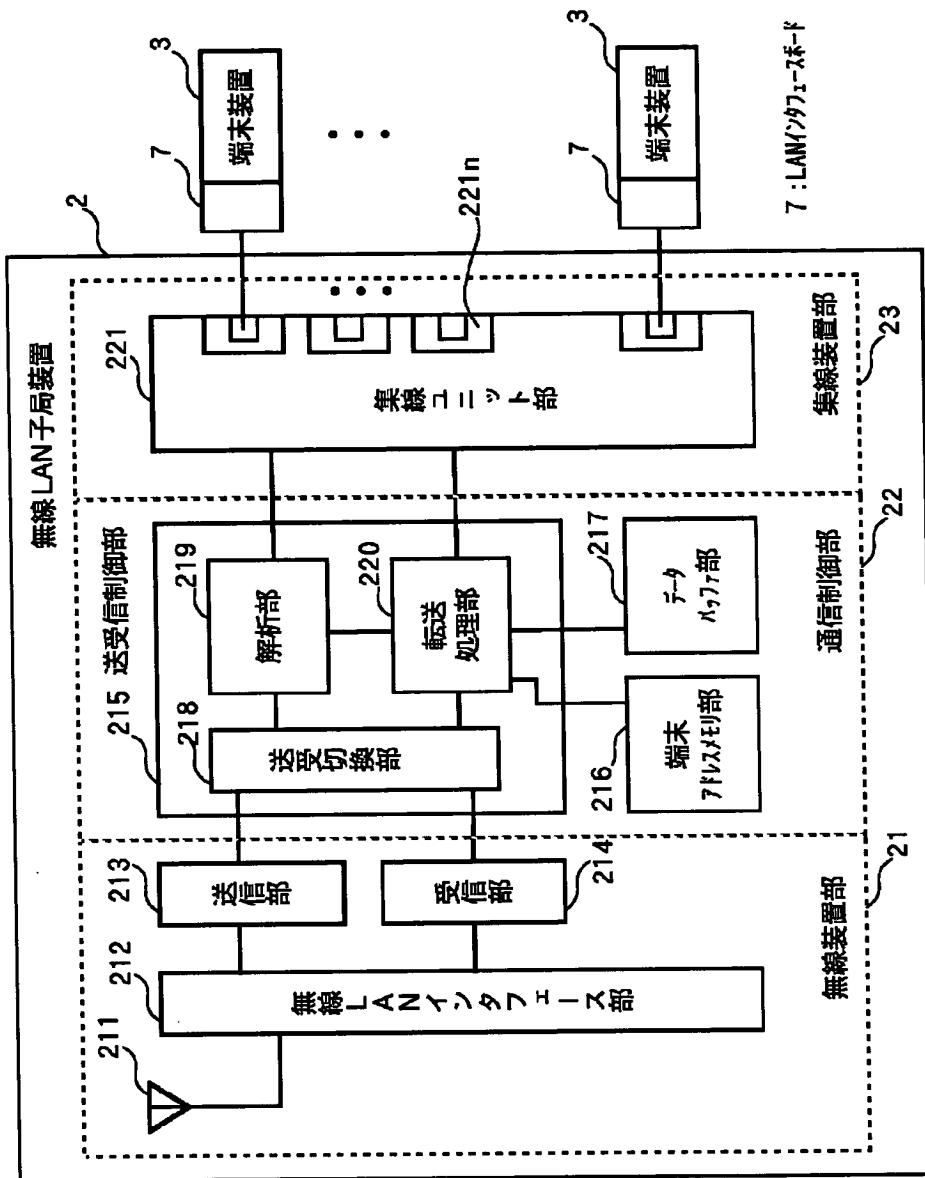 無線LAN子局装置
2
211
212
無線LANインタフェース部
213
送信部
受信部
214
無線装置部
21
215
送受信制御部
218
送受切換部
219
解析部
220
転送
処理部
216
端末
アドレスメモリ部
217
データ
バッファ部
通信制御部
22
221
集線ユニット部
221n
集線装置部
23
7
3
端末装置
7
3
端末装置
7:LANインタフェースボード